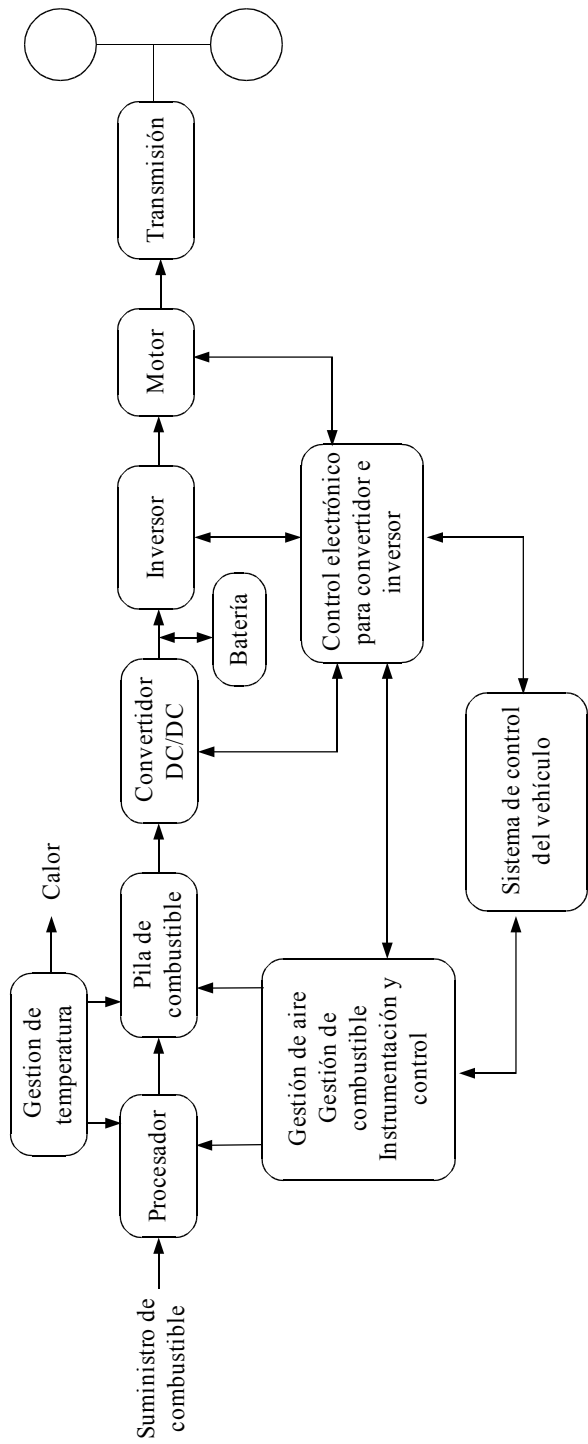 Suministro de
combustible
Procesador
Gestion de
temperatura
Calor
Pila de
combustible
Convertidor
DC/DC
Batería
Inversor
Motor
Transmisión
Gestión de aire
Gestión de
combustible
Instrumentación y
control
Control electrónico
para convertidor e
inversor
Sistema de control
del vehículo